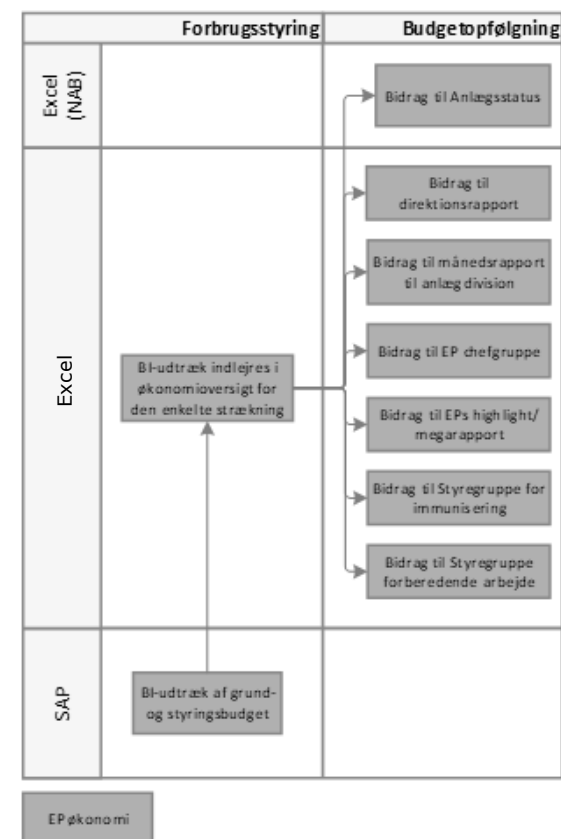 Forbrugsstyring
Budgetopfølgning
Excel
(NAB)
Bidrag til Anlægsstatus
Excel
Bidrag til
direktionsrapport
Bidrag til månedsrapport
til anlæg division
BI-udtræk indlejres i
økonomioversigt for
den enkelte strækning
Bidrag til EP chefgruppe
Bidrag til EPs highlight/
megarapport
Bidrag til Styregruppe for
immunisering
Bidrag til Styregruppe
forberedende arbejde
SAP
BI-udtræk af grund-
og styringsbudget
EP økonomi